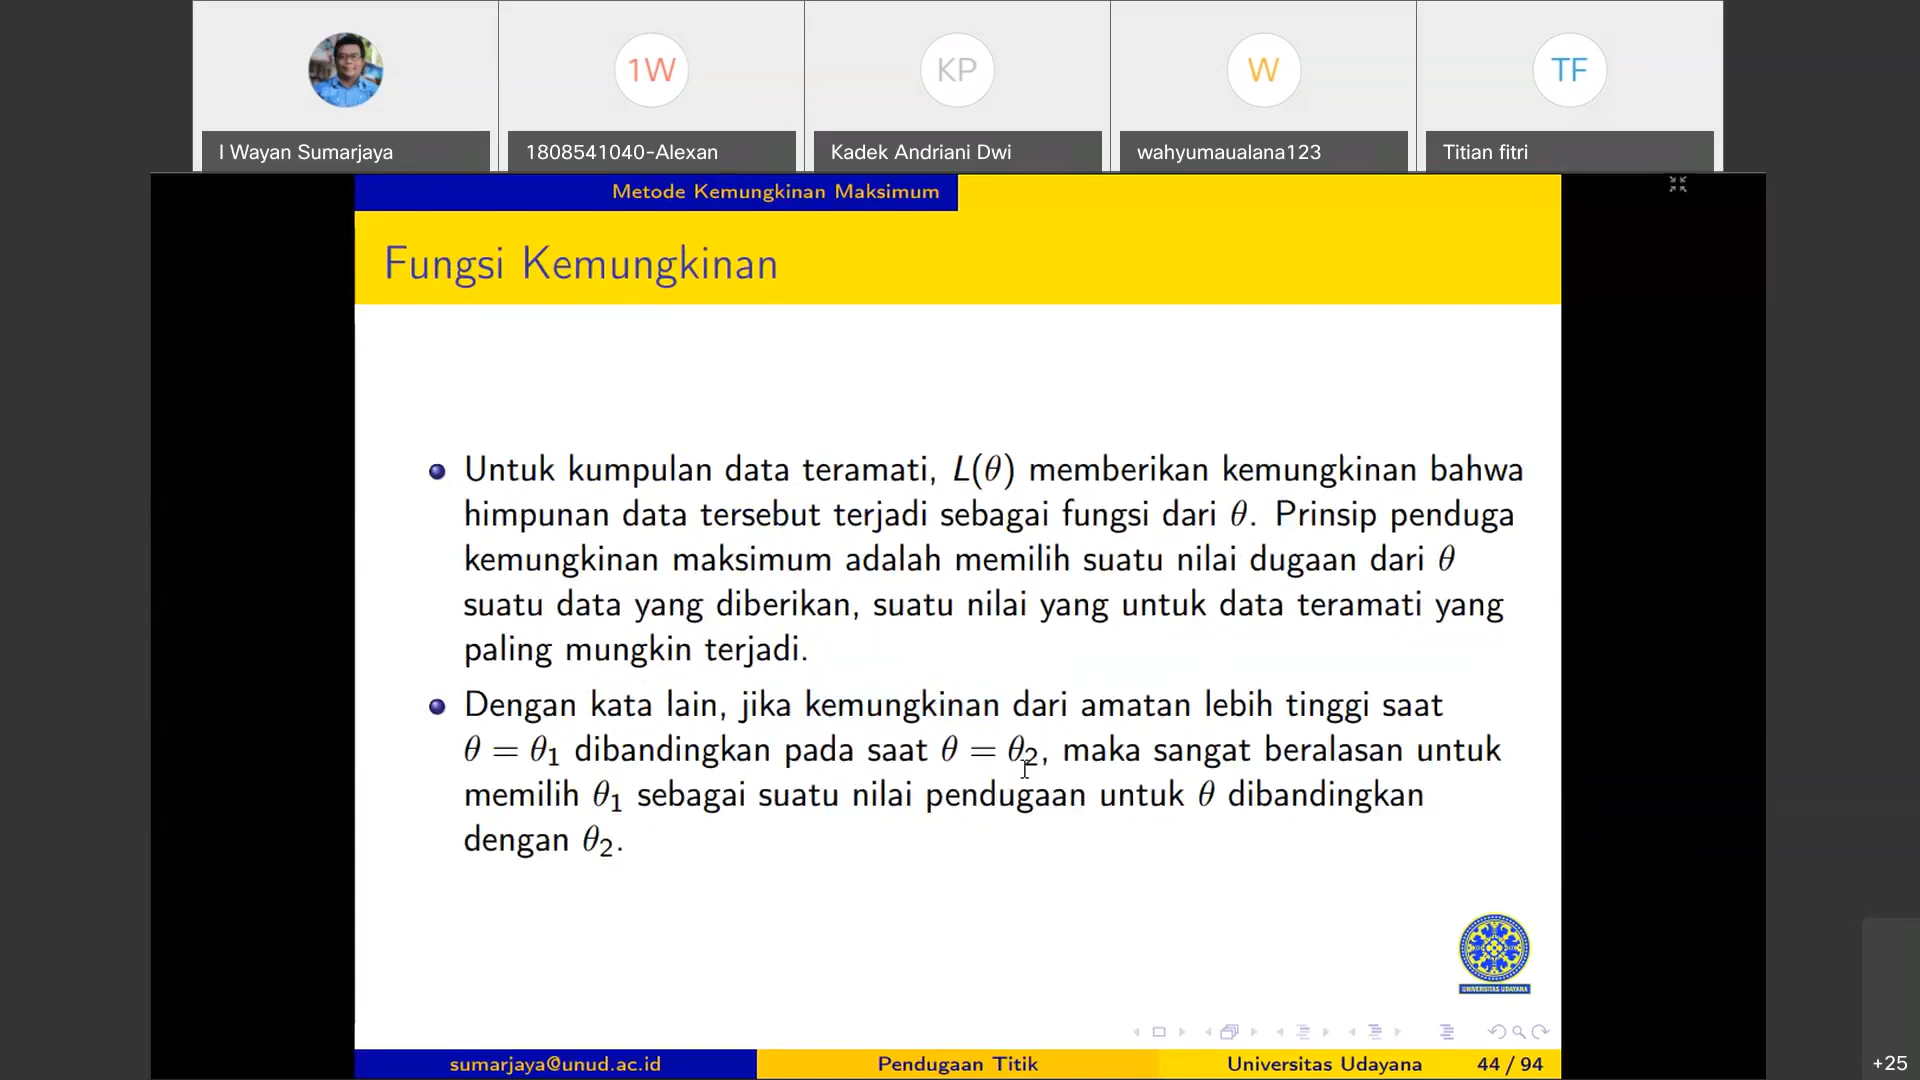 1W
KP
W
TF
I Wayan Sumarjaya
1808541040-Alexan
Kadek Andriani Dwi
wahyumaualana123
Titian fitri
Metode Kemungkinan Maksimum
Fungsi Kemungkinan
Untuk kumpulan data teramati, L(θ) memberikan kemungkinan bahwa
himpunan data tersebut terjadi sebagai fungsi dari θ. Prinsip penduga
kemungkinan maksimum adalah memilih suatu nilai dugaan dari θ
suatu data yang diberikan, suatu nilai yang untuk data teramati yang
paling mungkin terjadi.
Dengan kata lain, jika kemungkinan dari amatan lebih tinggi saat
θ = θ₁ dibandingkan pada saat θ = θ₂, maka sangat beralasan untuk
memilih θ₁ sebagai suatu nilai pendugaan untuk θ dibandingkan
dengan θ₂.
UNIVERSITAS UDAYANA
sumarjaya@unud.ac.id
Pendugaan Titik
Universitas Udayana
44 / 94
+25